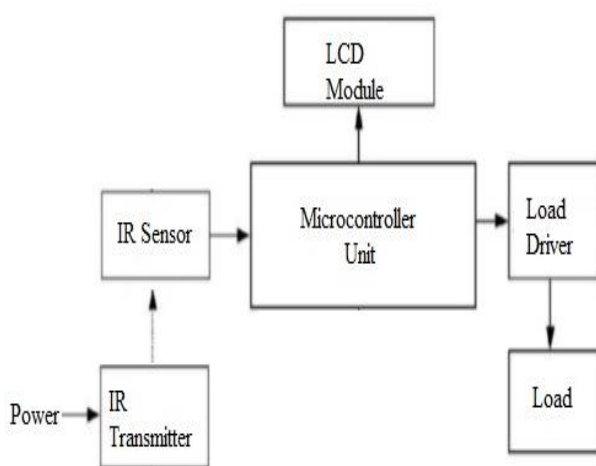 LCD
Module
IR Sensor
Microcontroller
Unit
Load
Driver
Power
IR
Transmitter
Load